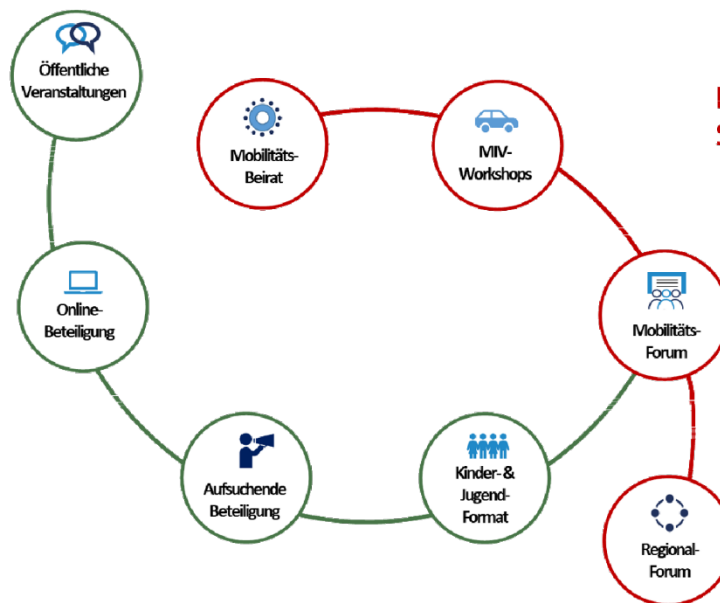 Öffentliche
Veranstaltungen
Mobilitäts-
Beirat
MIV-
Workshops
Online-
Beteiligung
Mobilitäts-
Forum
Aufsuchende
Beteiligung
Kinder- &
Jugend-
Format
Regional-
Forum